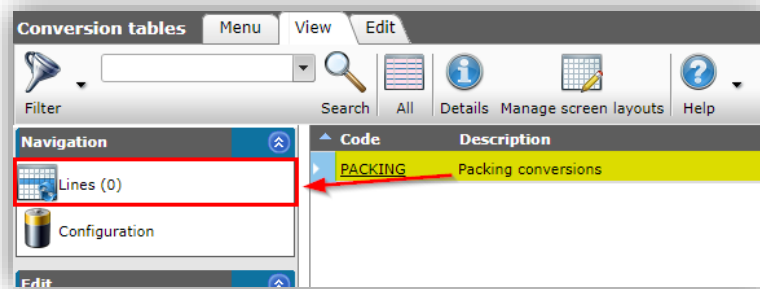 Conversion tables Menu View Edit
Filter Search All Details Manage screen layouts Help
Navigation
Lines (0)
Configuration
Edit
Code Description
PACKING Packing conversions